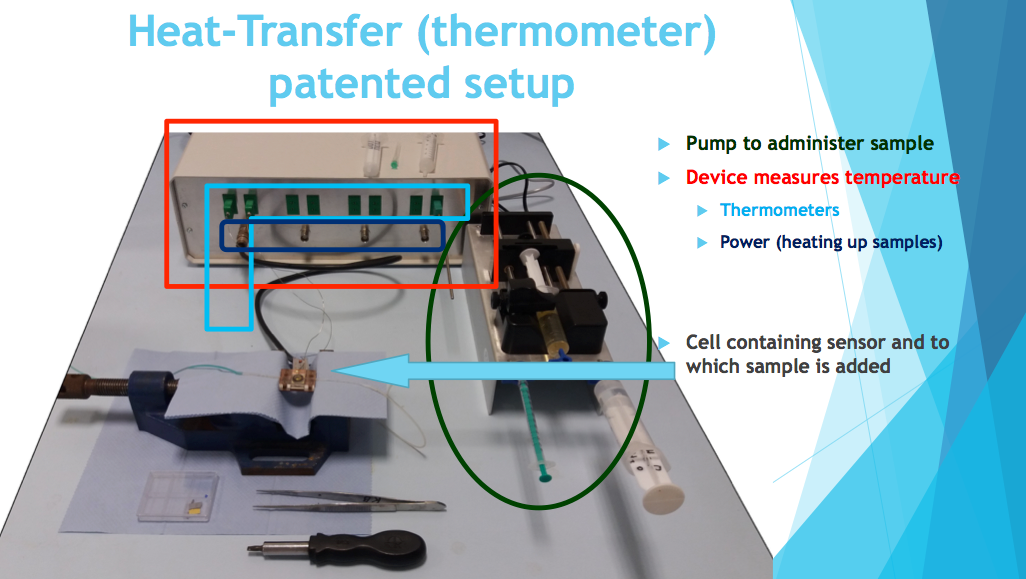 Heat-Transfer (thermometer)
patented setup
Pump to administer sample
Device measures temperature
Thermometers
Power (heating up samples)
Cell containing sensor and to
which sample is added